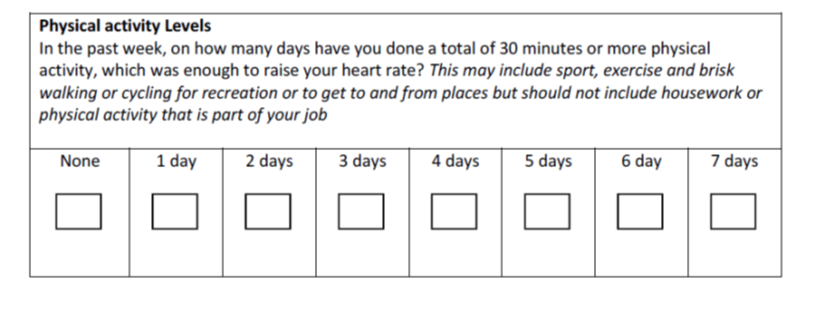 Physical activity Levels
In the past week, on how many days have you done a total of 30 minutes or more physical
activity, which was enough to raise your heart rate? This may include sport, exercise and brisk
walking or cycling for recreation or to get to and from places but should not include housework or
physical activity that is part of your job
None 1 day 2 days 3 days 4 days 5 days 6 day 7 days